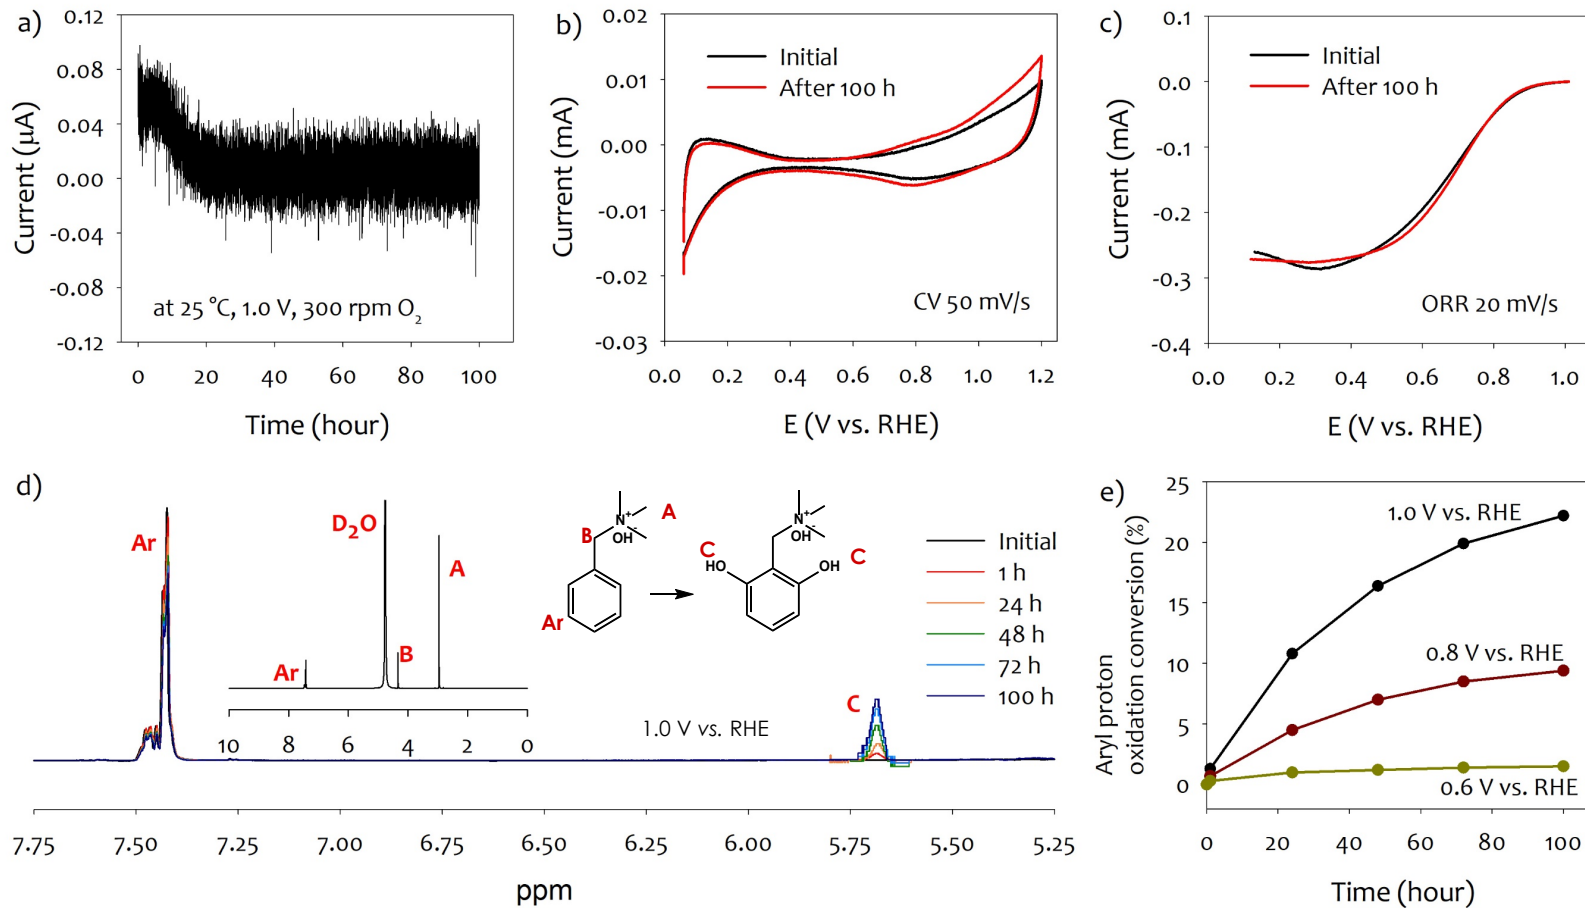 a)
0.12
0.08
0.04
0.00
-0.04
-0.08
-0.12
Current (µA)
at 25 °C, 1.0 V, 300 rpm O₂
0 20 40 60 80 100
Time (hour)
b)
0.02
0.01
0.00
-0.01
-0.02
-0.03
Current (mA)
Initial
After 100 h
CV 50 mV/s
0.0 0.2 0.4 0.6 0.8 1.0 1.2
E (V vs. RHE)
c)
0.1
0.0
-0.1
-0.2
-0.3
-0.4
Current (mA)
Initial
After 100 h
ORR 20 mV/s
0.0 0.2 0.4 0.6 0.8 1.0
E (V vs. RHE)
d)
Ar
D₂O
A
B
Ar
10 8 6 4 2 0
N⁺
OH⁻
A
B
Ar
N⁺
OH⁻
C
HO
OH
C
Initial
1 h
24 h
48 h
72 h
100 h
1.0 V vs. RHE
C
7.75 7.50 7.25 7.00 6.75 6.50 6.25 6.00 5.75 5.50 5.25
ppm
e)
25
20
15
10
5
0
Aryl proton
oxidation conversion (%)
1.0 V vs. RHE
0.8 V vs. RHE
0.6 V vs. RHE
0 20 40 60 80 100
Time (hour)